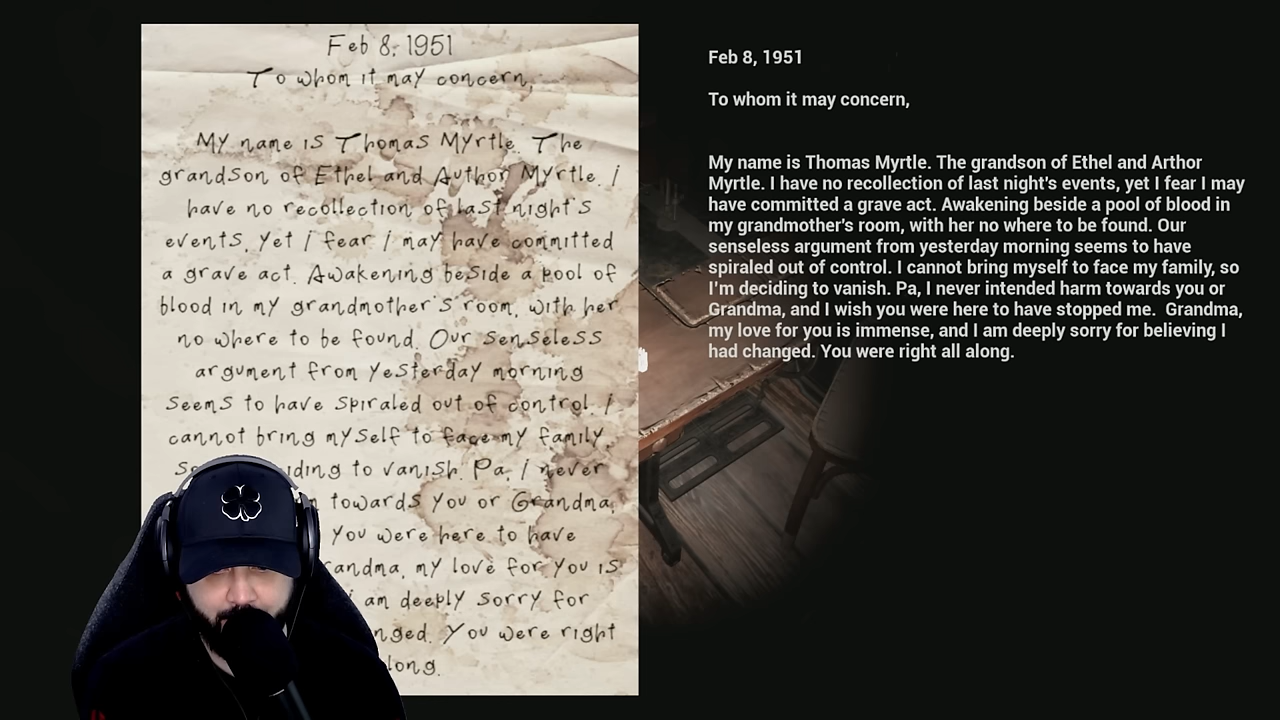 Feb 8, 1951
To whom it may concern,
My name is Thomas Myrtle. The
grandson of Ethel and Author Myrtle. I
have no recollection of last night's
events, yet I fear I may have committed
a grave act. Awakening beside a pool of
blood in my grandmother's room, with her
no where to be found. Our senseless
argument from yesterday morning
seems to have spiraled out of control. I
cannot bring myself to face my family,
iding to vanish. Pa, I never
towards you or Grandma,
you were here to have
randma, my love for you is
am deeply sorry for
nged. You were right
long.
Feb 8, 1951
To whom it may concern,
My name is Thomas Myrtle. The grandson of Ethel and Arthor
Myrtle. I have no recollection of last night's events, yet I fear I may
have committed a grave act. Awakening beside a pool of blood in
my grandmother's room, with her no where to be found. Our
senseless argument from yesterday morning seems to have
spiraled out of control. I cannot bring myself to face my family, so
I'm deciding to vanish. Pa, I never intended harm towards you or
Grandma, and I wish you were here to have stopped me.  Grandma,
my love for you is immense, and I am deeply sorry for believing I
had changed. You were right all along.